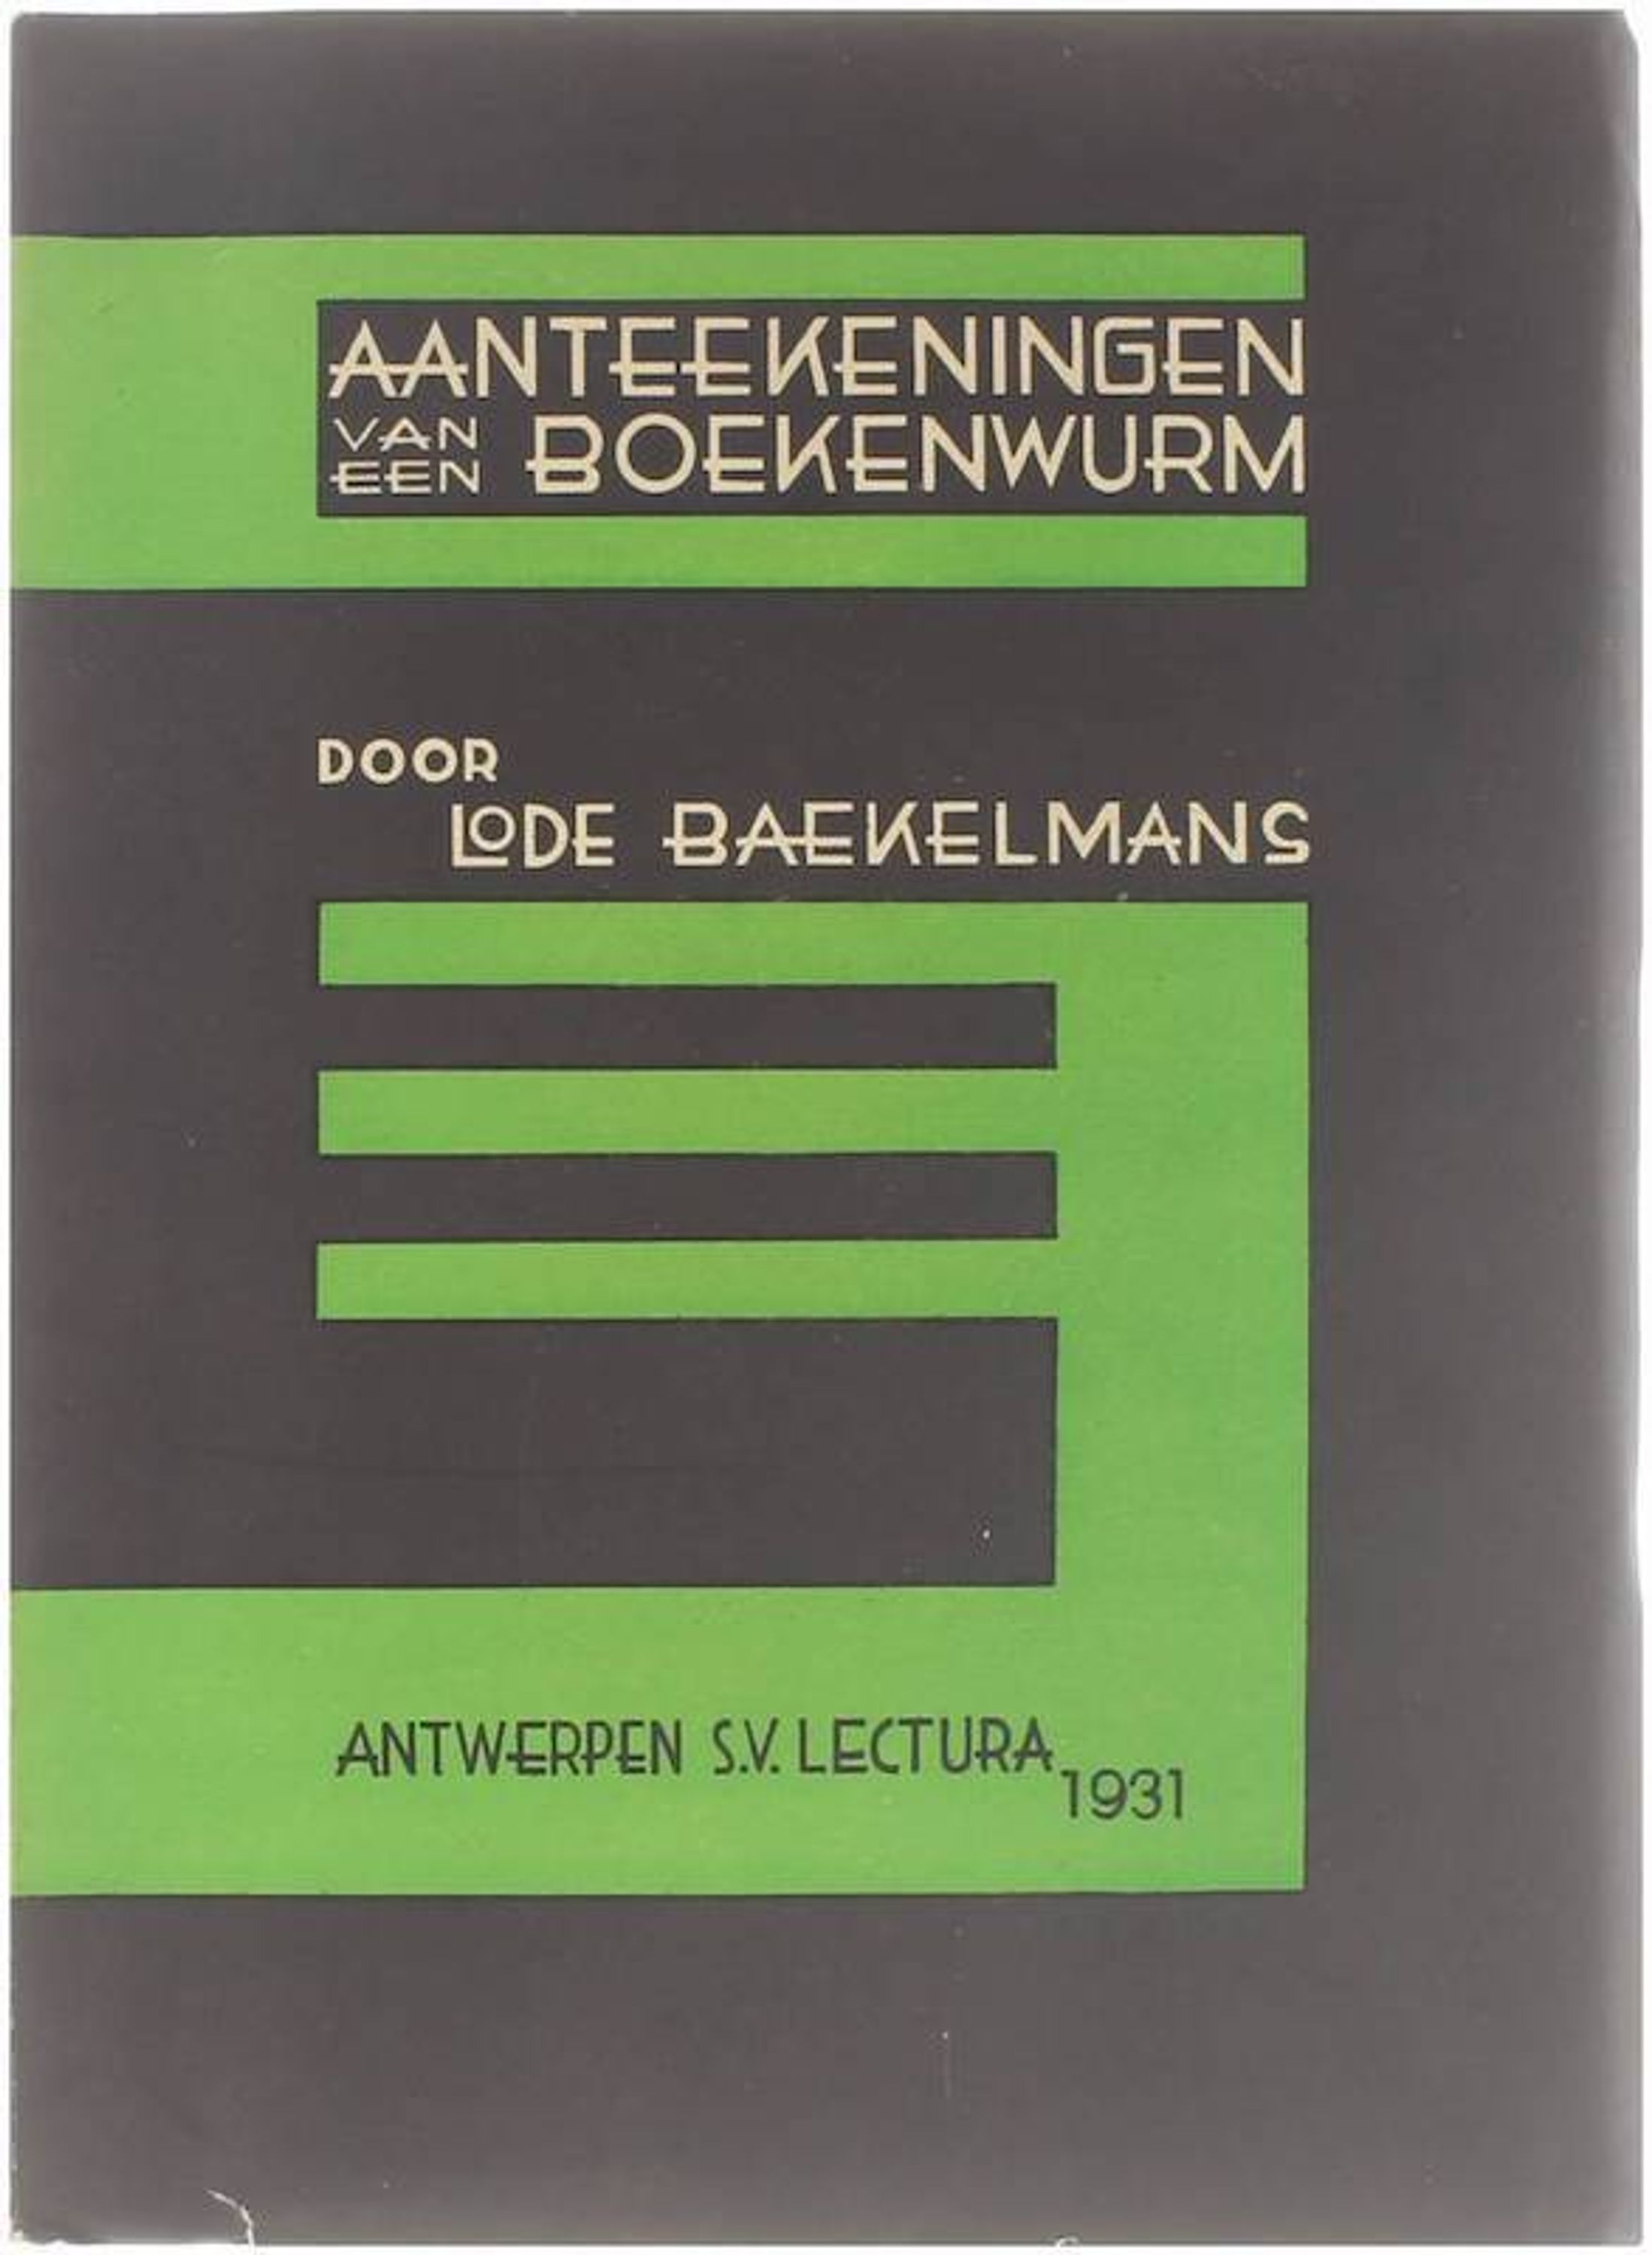 AANTEEKENINGEN
VAN EEN BOEKENWURM
DOOR
LODE BAEKELMANS
ANTWERPEN S.V. LECTURA
1931